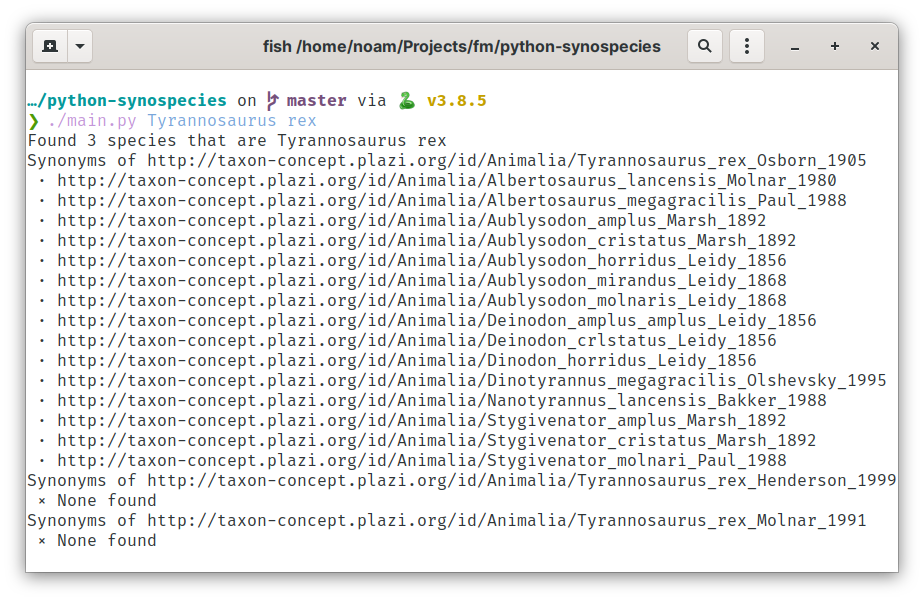 fish /home/noam/Projects/fm/python-synospecies
…/python-synospecies on master via 🐍 v3.8.5
❯ ./main.py Tyrannosaurus rex
Found 3 species that are Tyrannosaurus rex
Synonyms of http://taxon-concept.plazi.org/id/Animalia/Tyrannosaurus_rex_Osborn_1905
· http://taxon-concept.plazi.org/id/Animalia/Albertosaurus_lancensis_Molnar_1980
· http://taxon-concept.plazi.org/id/Animalia/Albertosaurus_megagracilis_Paul_1988
· http://taxon-concept.plazi.org/id/Animalia/Aublysodon_amplus_Marsh_1892
· http://taxon-concept.plazi.org/id/Animalia/Aublysodon_cristatus_Marsh_1892
· http://taxon-concept.plazi.org/id/Animalia/Aublysodon_horridus_Leidy_1856
· http://taxon-concept.plazi.org/id/Animalia/Aublysodon_mirandus_Leidy_1868
· http://taxon-concept.plazi.org/id/Animalia/Aublysodon_molnaris_Leidy_1868
· http://taxon-concept.plazi.org/id/Animalia/Deinodon_amplus_amplus_Leidy_1856
· http://taxon-concept.plazi.org/id/Animalia/Deinodon_crlstatus_Leidy_1856
· http://taxon-concept.plazi.org/id/Animalia/Dinodon_horridus_Leidy_1856
· http://taxon-concept.plazi.org/id/Animalia/Dinotyrannus_megagracilis_Olshevsky_1995
· http://taxon-concept.plazi.org/id/Animalia/Nanotyrannus_lancensis_Bakker_1988
· http://taxon-concept.plazi.org/id/Animalia/Stygivenator_amplus_Marsh_1892
· http://taxon-concept.plazi.org/id/Animalia/Stygivenator_cristatus_Marsh_1892
· http://taxon-concept.plazi.org/id/Animalia/Stygivenator_molnari_Paul_1988
Synonyms of http://taxon-concept.plazi.org/id/Animalia/Tyrannosaurus_rex_Henderson_1999
× None found
Synonyms of http://taxon-concept.plazi.org/id/Animalia/Tyrannosaurus_rex_Molnar_1991
× None found